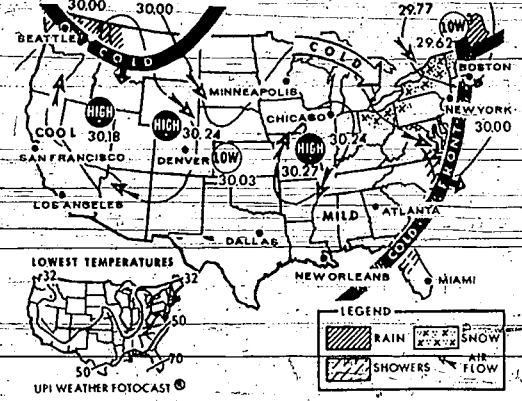 30.00
30.00
29.77
LOW
29.62
SEATTLE
COLD
COLD
BOSTON
MINNEAPOLIS
HIGH
CHICAGO
NEW YORK
HIGH
COOL
30.18
30.24
HIGH
30.24
30.00
SAN FRANCISCO
DENVER
LOW
30.27
30.03
FRONT
LOS ANGELES
MILD
ATLANTA
DALLAS
COLD
LOWEST TEMPERATURES
NEW ORLEANS
32
32
MIAMI
50
LEGEND
RAIN
SNOW
SHOWERS
AIR
FLOW
50
70
UPI WEATHER FOTOCAST ®